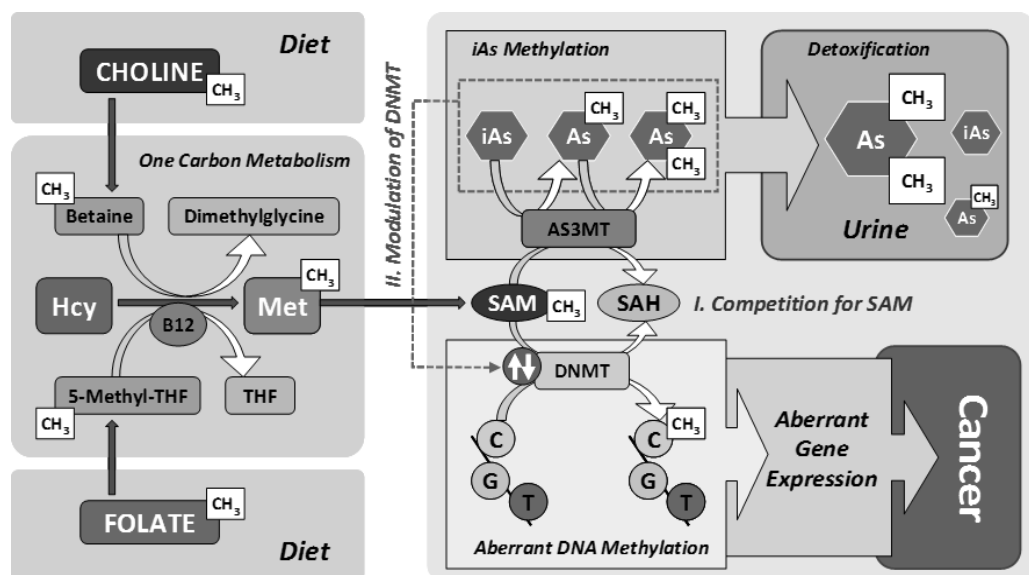 Diet
CHOLINE
CH3
One Carbon Metabolism
CH3
Betaine
Dimethylglycine
Hcy
Met
CH3
B12
5-Methyl-THF
CH3
THF
FOLATE
CH3
Diet
II. Modulation of DNMT
iAs Methylation
iAs
As
CH3
As
CH3
CH3
AS3MT
SAM
CH3
SAH
I. Competition for SAM
DNMT
C
G
T
C
CH3
G
T
Aberrant DNA Methylation
Detoxification
As
CH3
CH3
iAs
As
CH3
Urine
Aberrant
Gene
Expression
Cancer